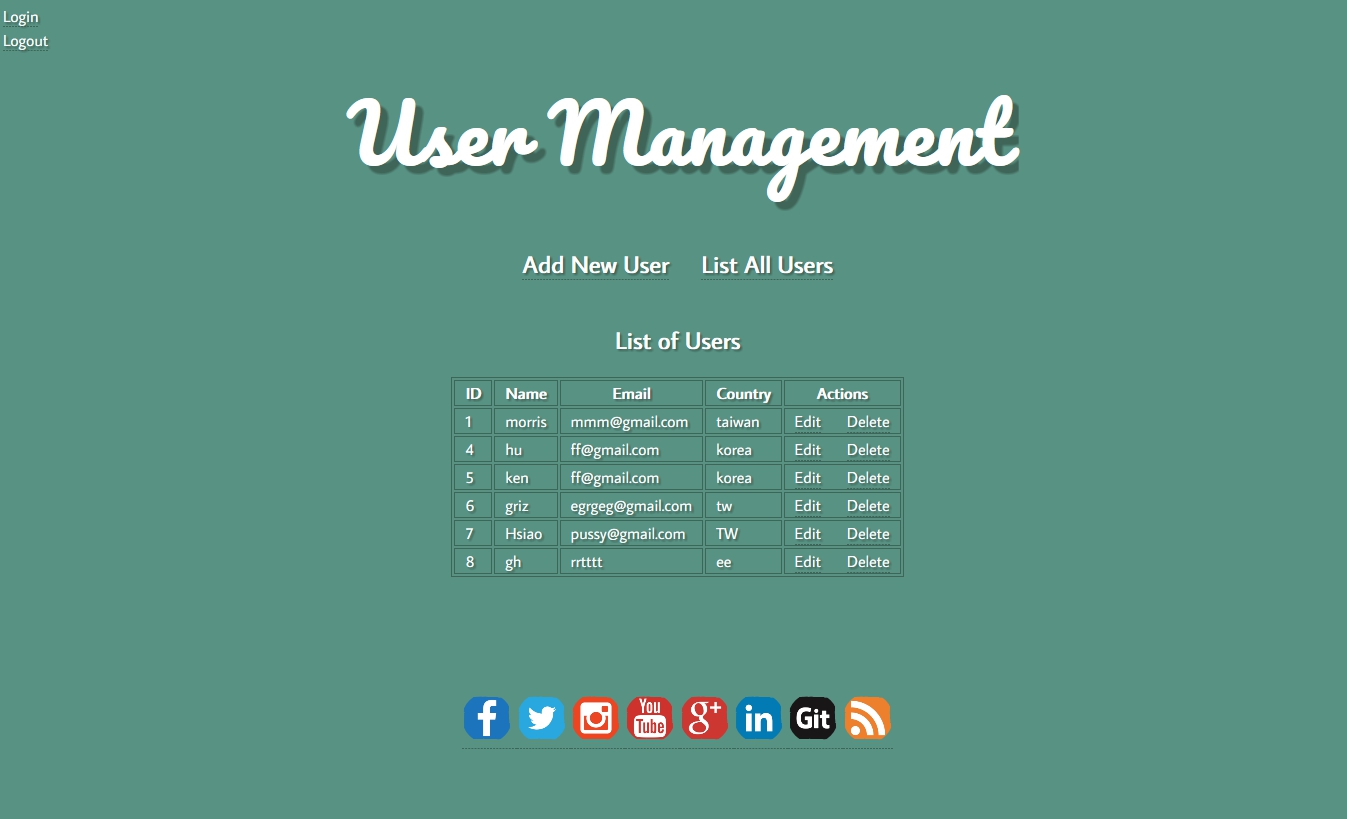 Login
Logout
User Management
Add New User List All Users
List of Users
ID Name Email Country Actions
1 morris mmm@gmail.com taiwan Edit Delete
4 hu ff@gmail.com korea Edit Delete
5 ken ff@gmail.com korea Edit Delete
6 griz egrgeg@gmail.com tw Edit Delete
7 Hsiao pussy@gmail.com TW Edit Delete
8 gh rrtttt ee Edit Delete
f You Tube g+ in Git